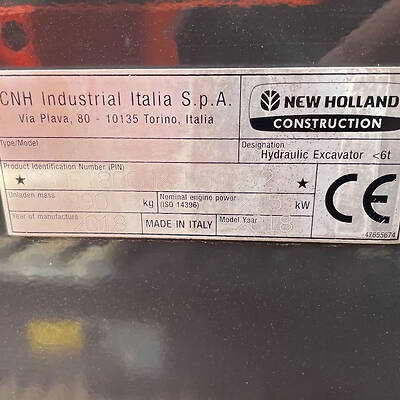 CNH Industrial Italia S.p.A.
Via Plava, 80 - 10135 Torino, Italia
NEW HOLLAND
CONSTRUCTION
Type/Model
Designation
Hydraulic Excavator <6t
Product Identification Number (PIN)
★ ★
Unladen mass kg
Nominal engine power
(ISO 14396) kW
Year of manufacture
MADE IN ITALY
Model Year 18
CE
47655674